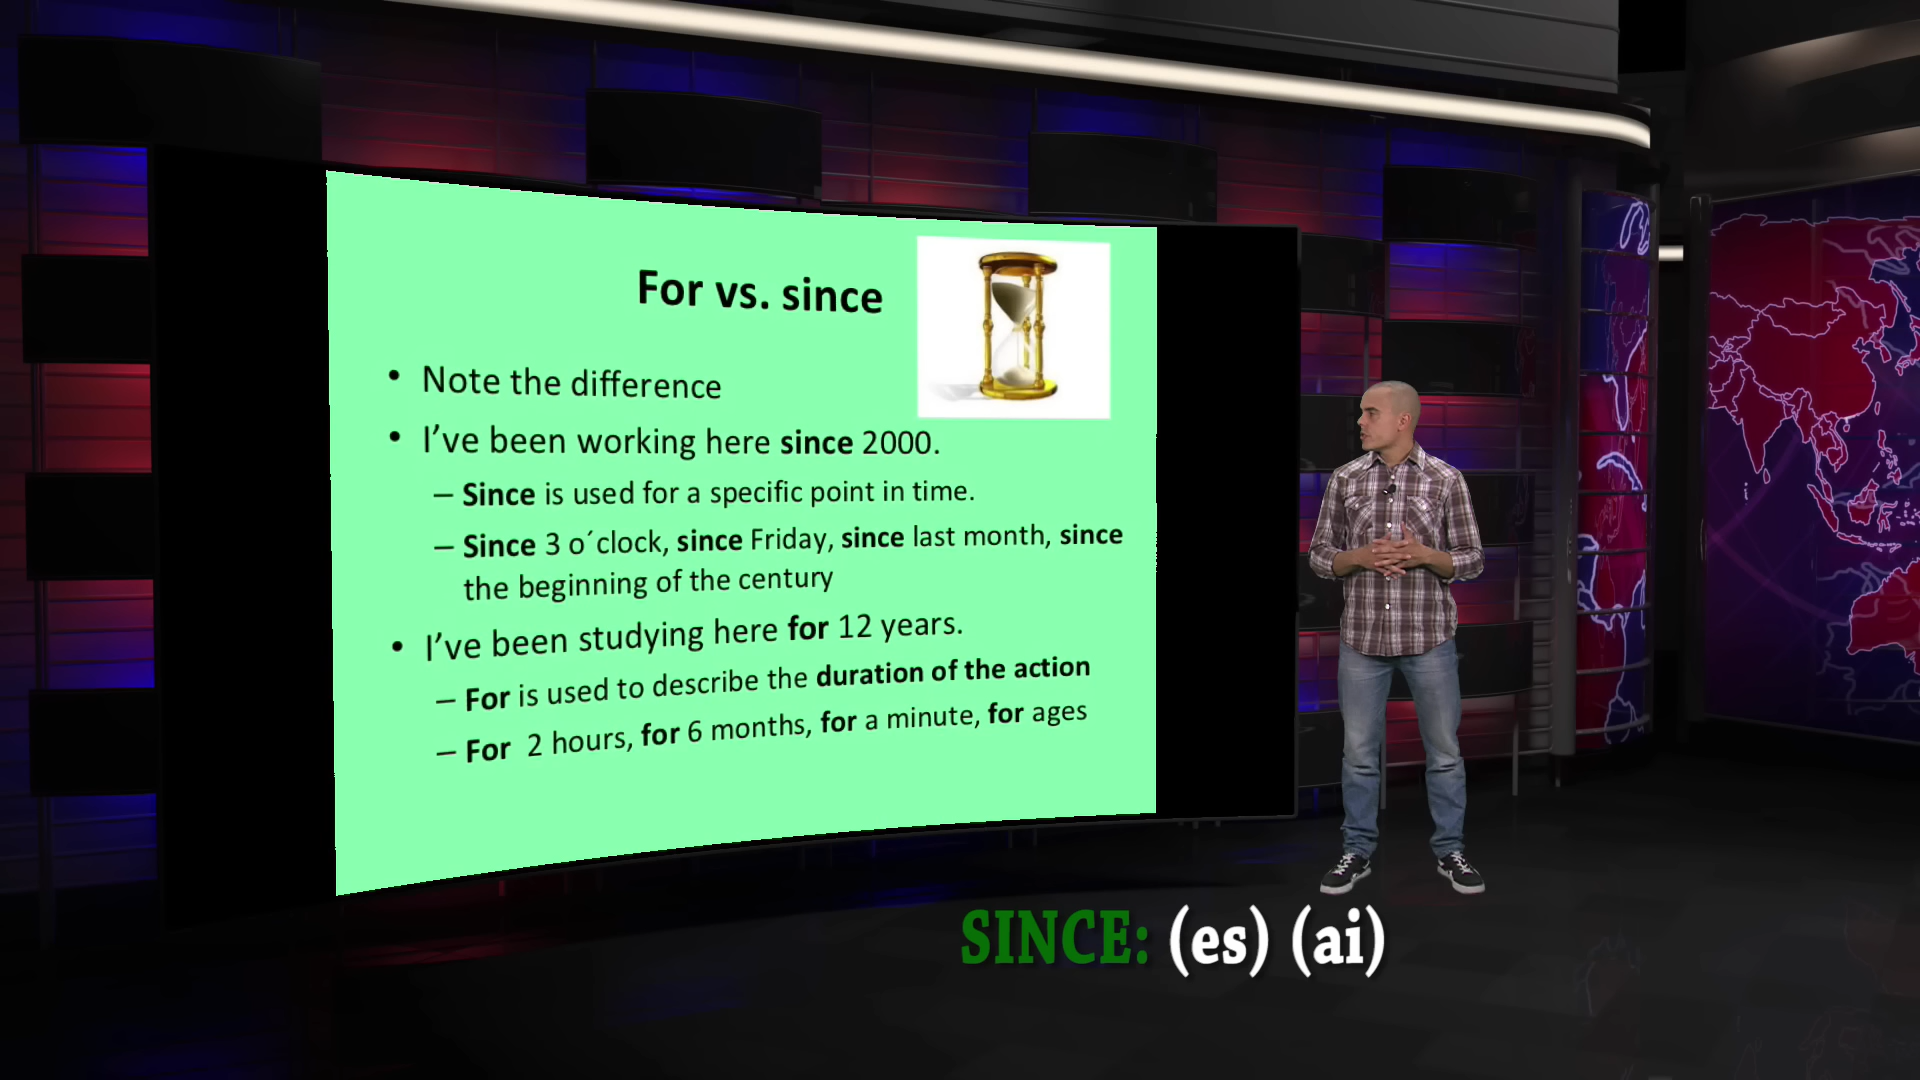 For vs. since
• Note the difference
• I’ve been working here since 2000.
– Since is used for a specific point in time.
– Since 3 o´clock, since Friday, since last month, since
the beginning of the century
• I’ve been studying here for 12 years.
– For is used to describe the duration of the action
– For 2 hours, for 6 months, for a minute, for ages
SINCE: (es) (ai)